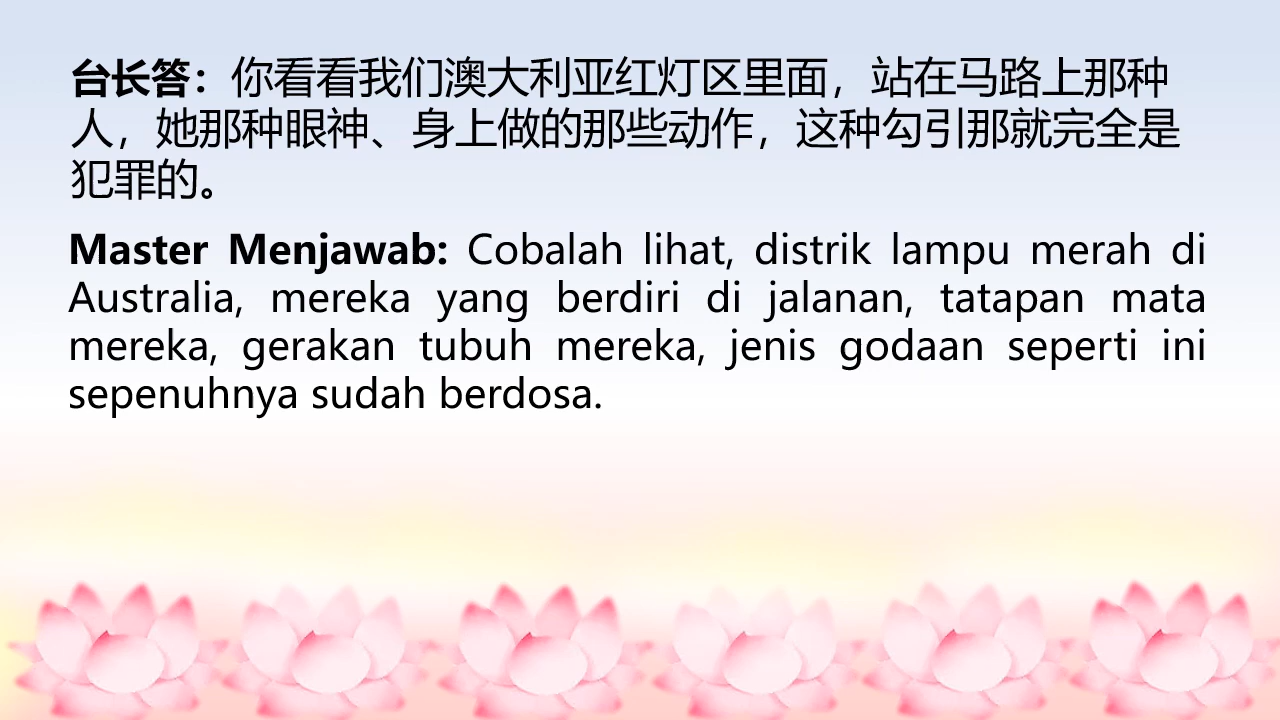 台长答：你看看我们澳大利亚红灯区里面，站在马路上那种
人，她那种眼神、身上做的那些动作，这种勾引那就完全是
犯罪的。
Master Menjawab: Cobalah lihat, distrik lampu merah di
Australia, mereka yang berdiri di jalanan, tatapan mata
mereka, gerakan tubuh mereka, jenis godaan seperti ini
sepenuhnya sudah berdosa.